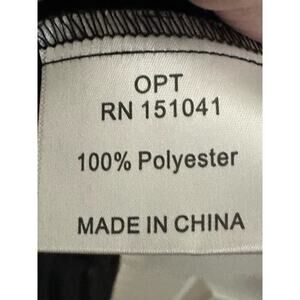 OPT
RN 151041
100% Polyester
MADE IN CHINA